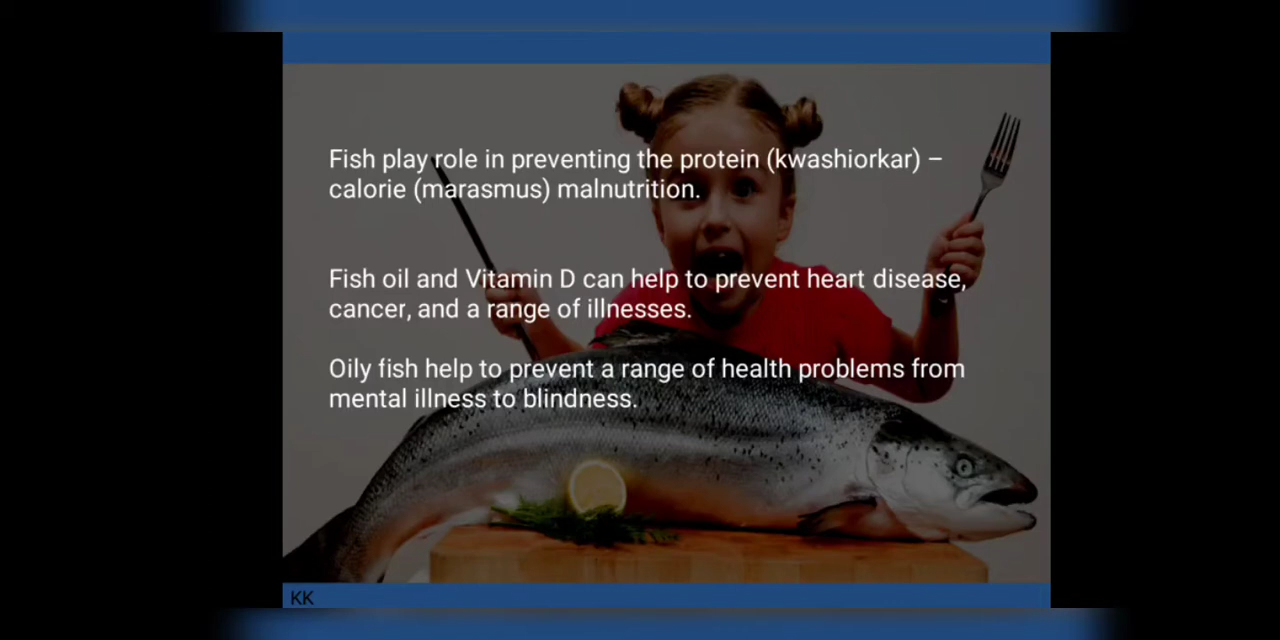 Fish play role in preventing the protein (kwashiorkar) –
calorie (marasmus) malnutrition.
Fish oil and Vitamin D can help to prevent heart disease,
cancer, and a range of illnesses.
Oily fish help to prevent a range of health problems from
mental illness to blindness.
KK